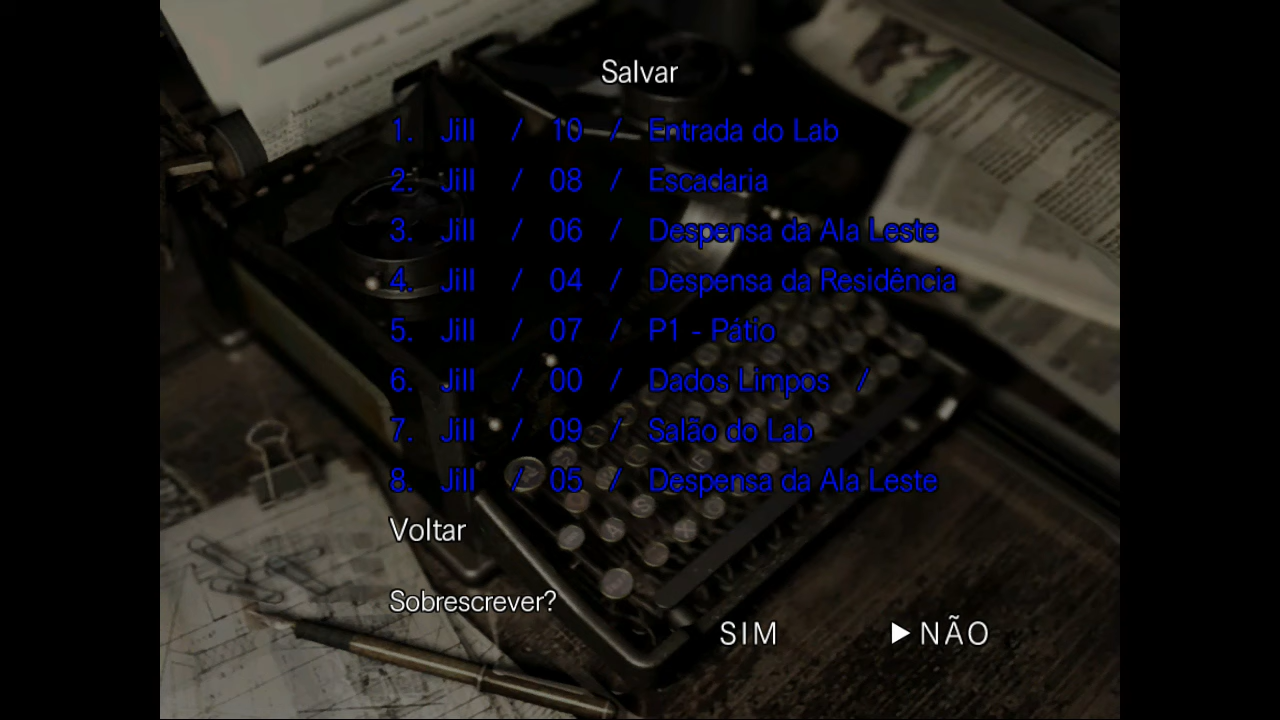 Salvar
1. Jill / 10 / Entrada do Lab
2. Jill / 08 / Escadaria
3. Jill / 06 / Despensa da Ala Leste
4. Jill / 04 / Despensa da Residência
5. Jill / 07 / P1 - Pátio
6. Jill / 00 / Dados Limpos /
7. Jill / 09 / Salão do Lab
8. Jill / 05 / Despensa da Ala Leste
Voltar
Sobrescrever?
SIM ▶NÃO